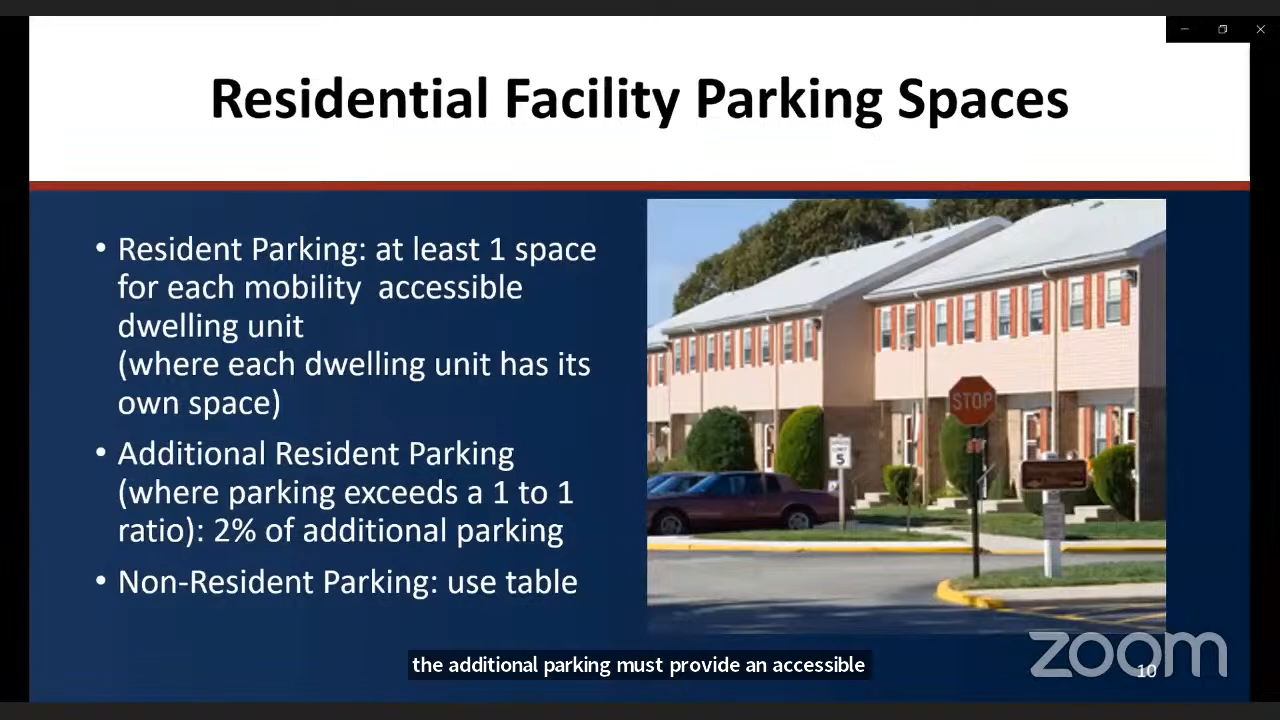 Residential Facility Parking Spaces
• Resident Parking: at least 1 space
for each mobility accessible
dwelling unit
(where each dwelling unit has its
own space)
• Additional Resident Parking
(where parking exceeds a 1 to 1
ratio): 2% of additional parking
• Non-Resident Parking: use table
STOP
5
the additional parking must provide an accessible
zoom
10